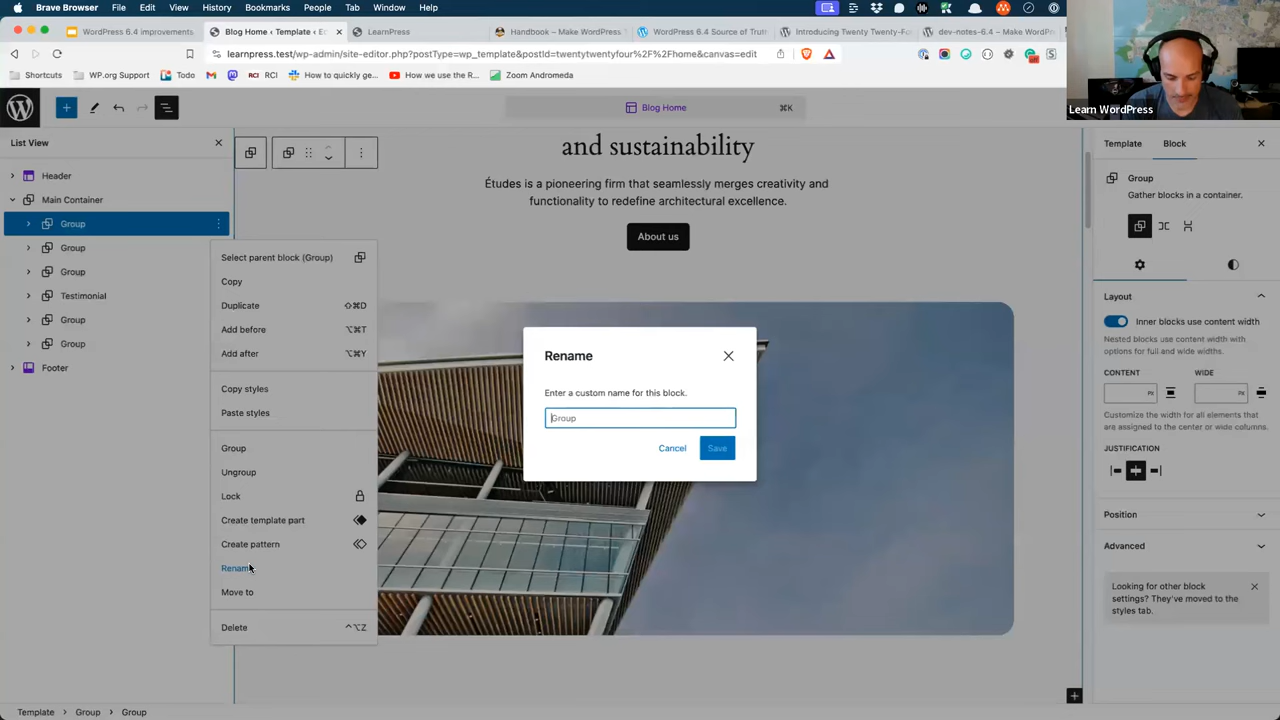 Brave Browser File Edit View History Bookmarks People Tab Window Help
WordPress 6.4 improvements
Blog Home ‹ Template ‹ Ec
LearnPress
Handbook – Make WordPress
WordPress 6.4 Source of Truth
Introducing Twenty Twenty-Fo
dev-notes-6.4 – Make WordPr
learnpress.test/wp-admin/site-editor.php?postType=wp_template&postId=twentytwentyfour%2F%2Fhome&canvas=edit
Shortcuts WP.org Support Todo RCI RCI How to quickly ge... How we use the R... Zoom Andromeda
Learn WordPress
Blog Home ⌘K
List View
Header
Main Container
Group
Group
Group
Testimonial
Group
Group
Footer
Select parent block (Group)
Copy
Duplicate ⇧⌘D
Add before ⌥⌘T
Add after ⌥⌘Y
Copy styles
Paste styles
Group
Ungroup
Lock
Create template part
Create pattern
Rename
Move to
Delete ^⌥Z
and sustainability
Études is a pioneering firm that seamlessly merges creativity and
functionality to redefine architectural excellence.
About us
Rename
Enter a custom name for this block.
Group
Cancel Save
Template Block
Group
Gather blocks in a container.
Layout
Inner blocks use content width
Nested blocks use content width with
options for full and wide widths.
CONTENT WIDE
PX PX
Customize the width for all elements that
are assigned to the center or wide columns.
JUSTIFICATION
Position
Advanced
Looking for other block
settings? They've moved to the
styles tab.
Template Group Group